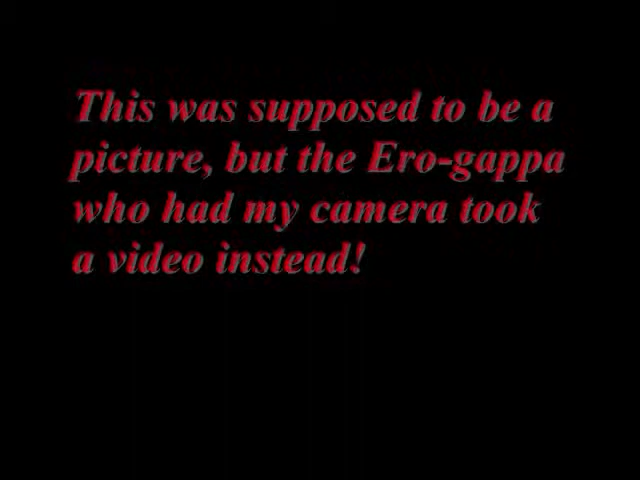 This was supposed to be a
picture, but the Ero-gappa
who had my camera took
a video instead!